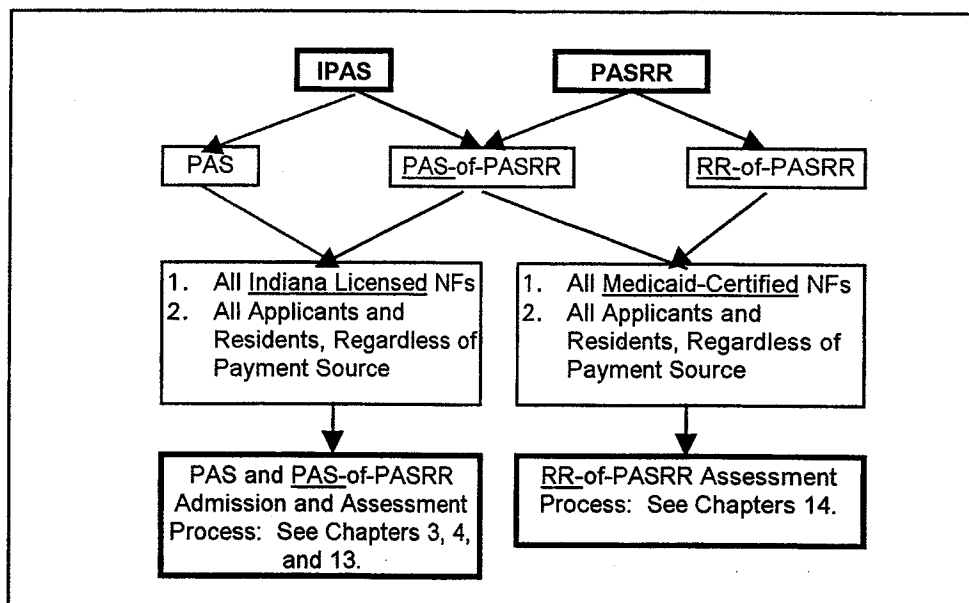 IPAS
PASRR
PAS
PAS-of-PASRR
RR-of-PASRR
1. All Indiana Licensed NFs
2. All Applicants and
Residents, Regardless of
Payment Source
1. All Medicaid-Certified NFs
2. All Applicants and
Residents, Regardless of
Payment Source
PAS and PAS-of-PASRR
Admission and Assessment
Process: See Chapters 3, 4,
and 13.
RR-of-PASRR Assessment
Process: See Chapters 14.